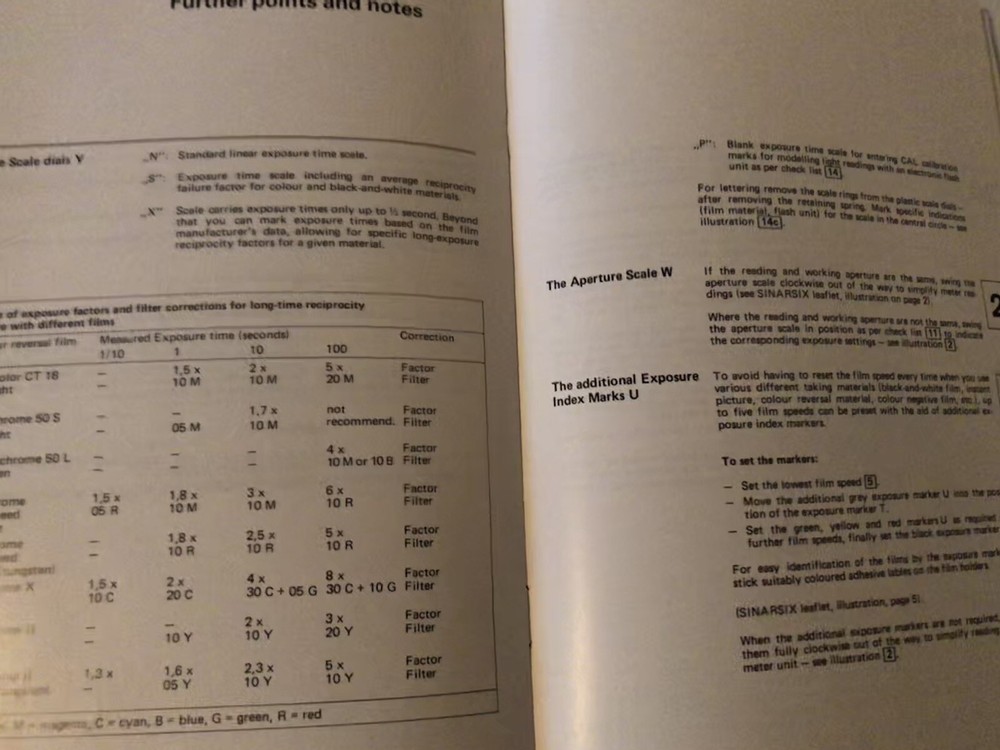 Further points and notes
e Scale dials V
„N": Standard linear exposure time scale.
„S": Exposure time scale including an average reciprocity
failure factor for colour and black-and-white materials.
„X" Scale carries exposure times only up to ½ second. Beyond
that you can mark exposure times based on the film
manufacturer's data, allowing for specific long-exposure
reciprocity factors for a given material.
of exposure factors and filter corrections for long-time reciprocity
e with different films
r reversal film Measured Exposure time (seconds) Correction
1/10 1 10 100
olor CT 18 – 1,5 x 2 x 5 x Factor
ht – 10 M 10 M 20 M Filter
rome 50 S – – 1,7 x not Factor
ht – 05 M 10 M recommend. Filter
chrome 50 L – – – 4 x Factor
en – – – 10 M or 10 B Filter
ome 1,5 x 1,8 x 3 x 6 x Factor
eed 05 R 10 M 10 M 10 R Filter
ome – 1,8 x 2,5 x 5 x Factor
– 10 R 10 R 10 R Filter
X 1,5 x 2 x 4 x 8 x Factor
10 C 20 C 30 C + 05 G 30 C + 10 G Filter
– – 2 x 3 x Factor
– 10 Y 10 Y 20 Y Filter
1,3 x 1,6 x 2,3 x 5 x Factor
– 05 Y 10 Y 10 Y Filter
M = magenta, C = cyan, B = blue, G = green, R = red
„P": Blank exposure time scale for entering CAL calibration
marks for modelling light readings with an electronic flash
unit as per check list 14.
For lettering remove the scale rings from the plastic scale dials –
after removing the retaining spring. Mark specific indications
(film material, flash unit) for the scale in the central circle – see
illustration 14c.
The Aperture Scale W
If the reading and working aperture are the same, swing the
aperture scale clockwise out of the way to simplify meter rea-
dings (see SINARSIX leaflet, illustration on page 2).
Where the reading and working aperture are not the same, swing
the aperture scale in position as per check list 11 to indicate
the corresponding exposure settings – see illustration 2.
2
The additional Exposure
Index Marks U
To avoid having to reset the film speed every time when you use
various different taking materials (black-and-white film, instant
picture, colour reversal material, colour negative film, etc.), up
to five film speeds can be preset with the aid of additional ex-
posure index markers.
To set the markers:
– Set the lowest film speed 5.
– Move the additional grey exposure marker U into the pos
tion of the exposure marker T.
– Set the green, yellow and red markers U as required
further film speeds, finally set the black exposure marker
For easy identification of the films by the exposure mark
stick suitably coloured adhesive lables on the film holders.
(SINARSIX leaflet, illustration, page 5).
When the additional exposure markers are not required,
them fully clockwise out of the way to simplify reading
meter unit – see illustration 2.